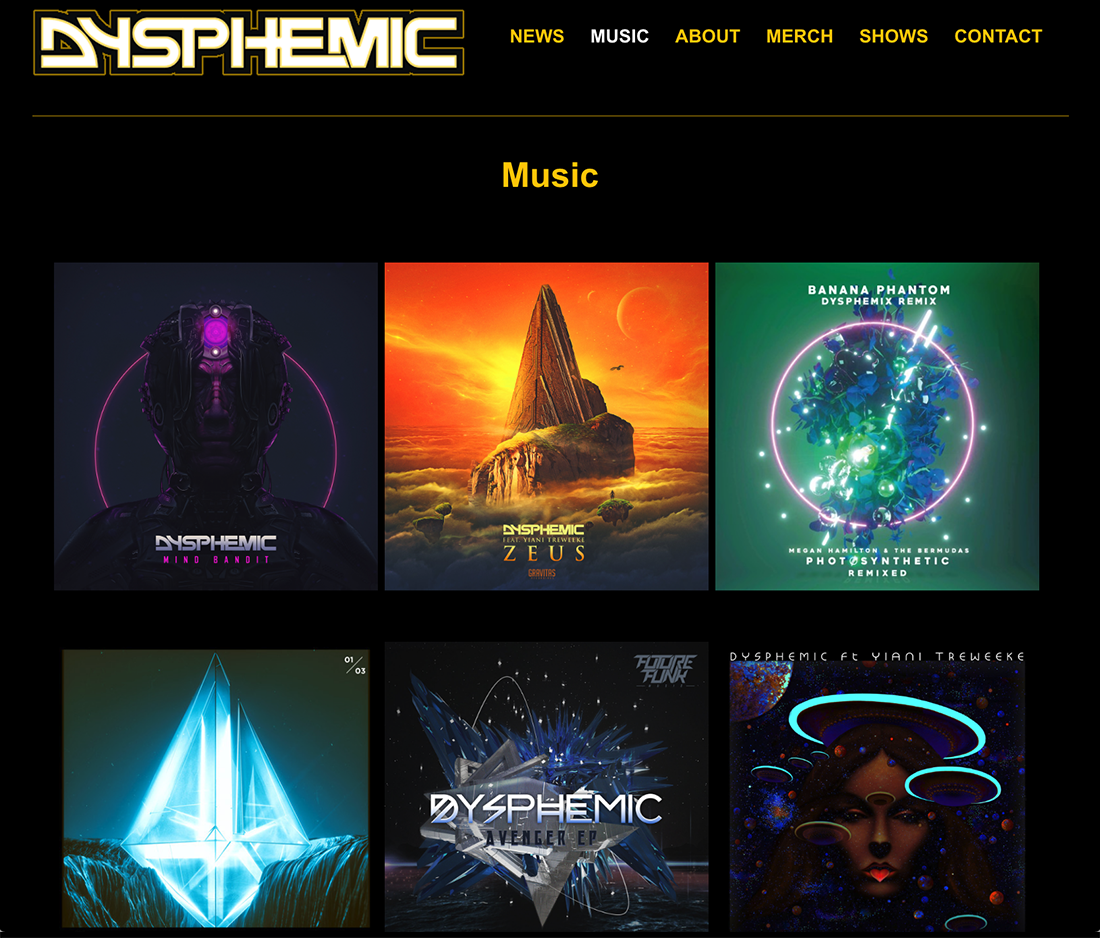 DYSPHEMIC
NEWS MUSIC ABOUT MERCH SHOWS CONTACT
Music
DYSPHEMIC
MIND BANDIT
DYSPHEMIC
FEAT. YIANI TREWEEKE
ZEUS
GRAVITAS
BANANA PHANTOM
DYSPHEMIX REMIX
MEGAN HAMILTON & THE BERMUDAS
PHOTØSYNTHETIC
REMIXED
01/03
FUTURE
FUNK
DYSPHEMIC
AVENGER EP
DYSPHEMIC Ft YIANI TREWEEKE